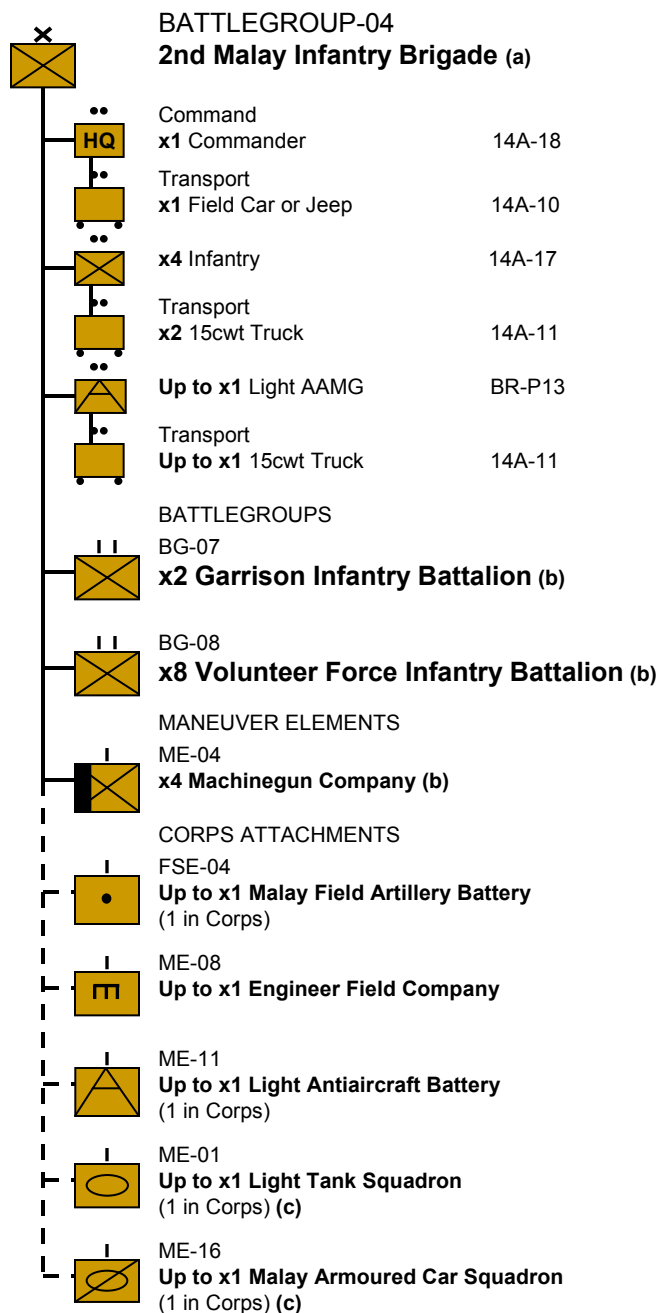 BATTLEGROUP-04
2nd Malay Infantry Brigade (a)
Command
HQ x1 Commander 14A-18
Transport
x1 Field Car or Jeep 14A-10
x4 Infantry 14A-17
Transport
x2 15cwt Truck 14A-11
Up to x1 Light AAMG BR-P13
Transport
Up to x1 15cwt Truck 14A-11
BATTLEGROUPS
BG-07
x2 Garrison Infantry Battalion (b)
BG-08
x8 Volunteer Force Infantry Battalion (b)
MANEUVER ELEMENTS
ME-04
x4 Machinegun Company (b)
CORPS ATTACHMENTS
FSE-04
Up to x1 Malay Field Artillery Battery
(1 in Corps)
ME-08
Up to x1 Engineer Field Company
ME-11
Up to x1 Light Antiaircraft Battery
(1 in Corps)
ME-01
Up to x1 Light Tank Squadron
(1 in Corps) (c)
ME-16
Up to x1 Malay Armoured Car Squadron
(1 in Corps) (c)